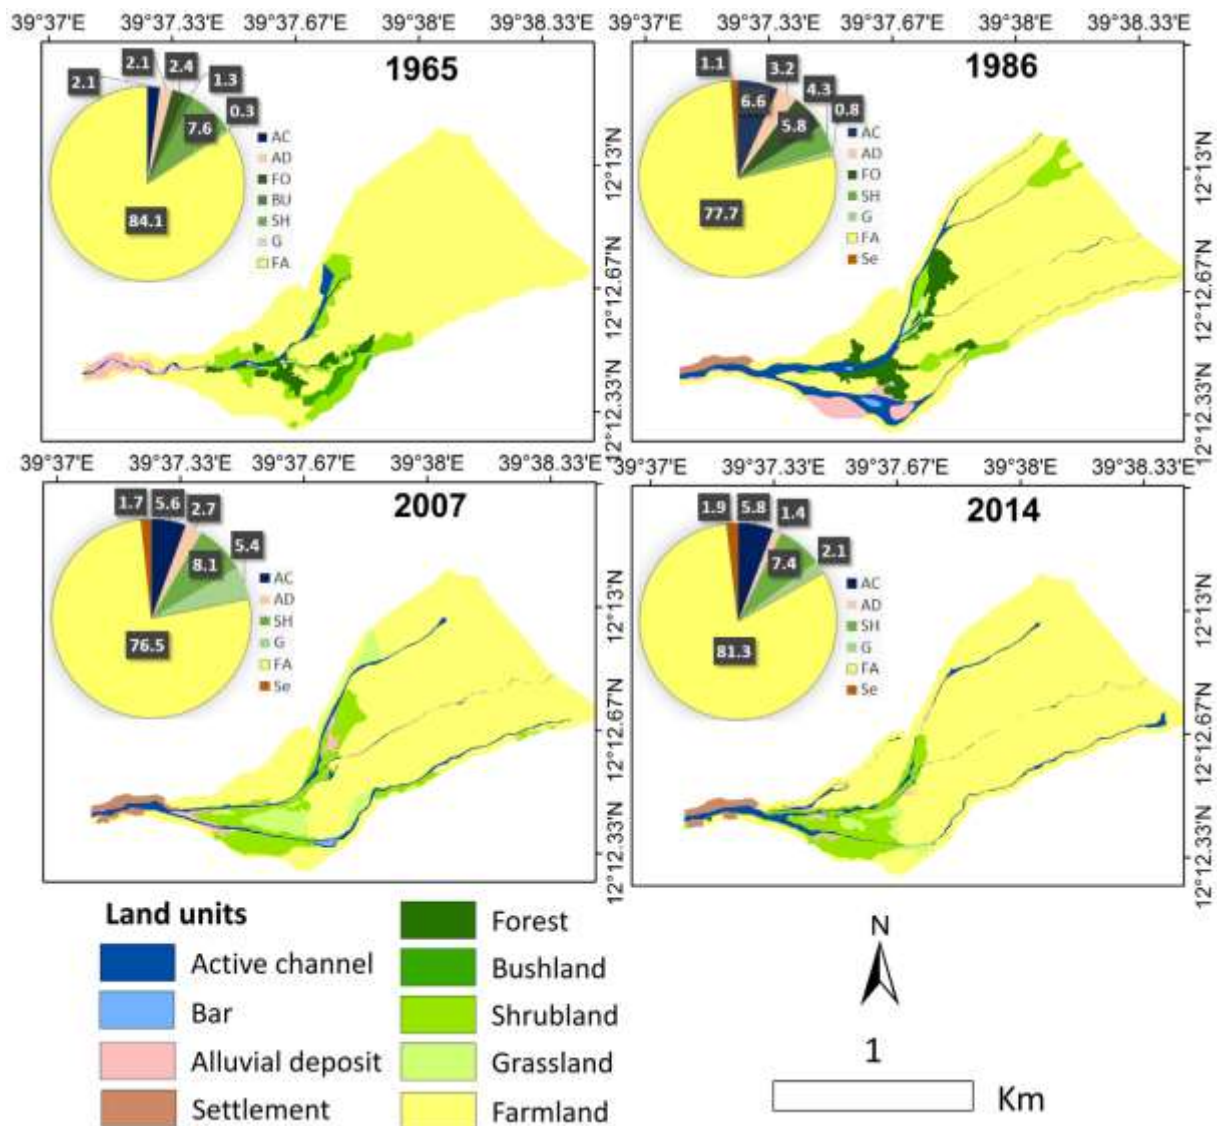 39°37'E 39°37.33'E 39°37.67'E 39°38'E 39°38.33'E
39°37'E 39°37.33'E 39°37.67'E 39°38'E 39°38.33'E
1965
2.1
2.1
2.4
1.3
0.3
7.6
84.1
AC
AD
FO
BU
SH
G
FA
12°13'N
12°12.67'N
12°12.33'N
1986
1.1
6.6
3.2
4.3
0.8
5.8
77.7
AC
AD
FO
SH
G
FA
Se
12°13'N
12°12.67'N
12°12.33'N
39°37'E 39°37.33'E 39°37.67'E 39°38'E 39°38.33'E
39°37'E 39°37.33'E 39°37.67'E 39°38'E 39°38.33'E
2007
1.7
5.6
2.7
5.4
8.1
76.5
AC
AD
SH
G
FA
Se
12°13'N
12°12.67'N
12°12.33'N
2014
1.9
5.8
1.4
2.1
7.4
81.3
AC
AD
SH
G
FA
Se
12°13'N
12°12.67'N
12°12.33'N
Land units
Active channel
Bar
Alluvial deposit
Settlement
Forest
Bushland
Shrubland
Grassland
Farmland
N
1
Km